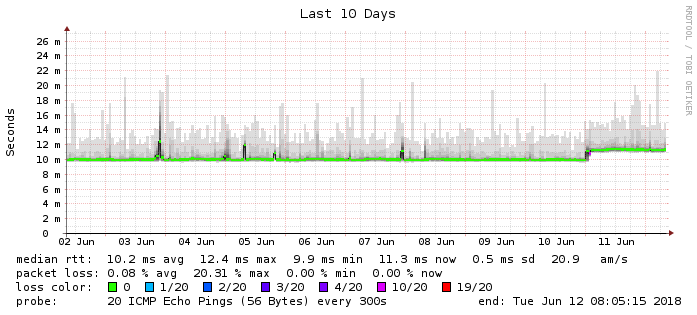 Last 10 Days
RRDTOOL / TOBI OETIKER
Seconds
26 m
24 m
22 m
20 m
18 m
16 m
14 m
12 m
10 m
8 m
6 m
4 m
2 m
0
02 Jun 03 Jun 04 Jun 05 Jun 06 Jun 07 Jun 08 Jun 09 Jun 10 Jun 11 Jun
median rtt: 10.2 ms avg 12.4 ms max 9.9 ms min 11.3 ms now 0.5 ms sd 20.9 am/s
packet loss: 0.08 % avg 20.31 % max 0.00 % min 0.00 % now
loss color: 0 1/20 2/20 3/20 4/20 10/20 19/20
probe: 20 ICMP Echo Pings (56 Bytes) every 300s end: Tue Jun 12 08:05:15 2018